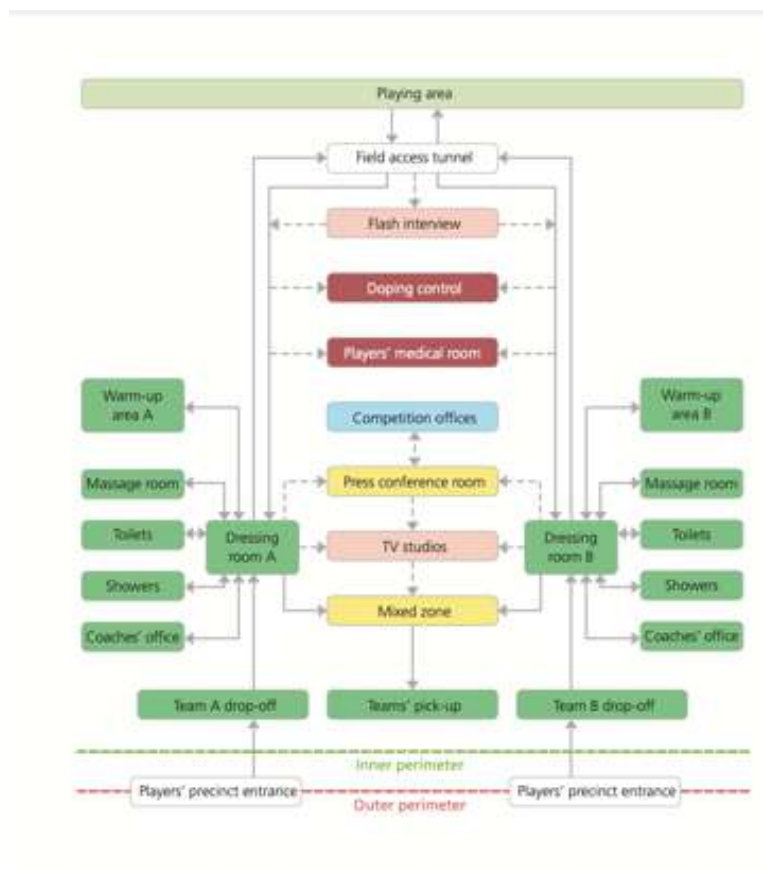 Playing area
Field access tunnel
Flash interview
Doping control
Players' medical room
Warm-up
area A
Competition offices
Warm-up
area B
Massage room
Press conference room
Massage room
Toilets
Dressing
room A
TV studios
Dressing
room B
Toilets
Showers
Mixed zone
Showers
Coaches' office
Coaches' office
Team A drop-off
Teams' pick-up
Team B drop-off
Inner perimeter
Players' precinct entrance
Players' precinct entrance
Outer perimeter